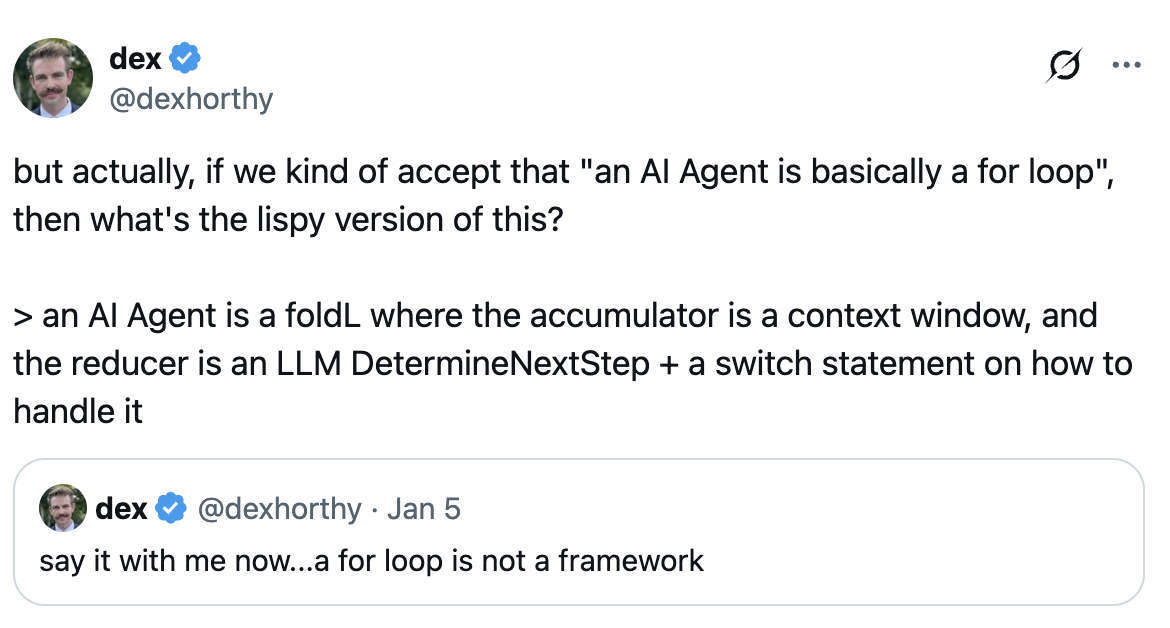 dex
@dexhorthy
but actually, if we kind of accept that "an AI Agent is basically a for loop",
then what's the lispy version of this?
> an AI Agent is a foldL where the accumulator is a context window, and
the reducer is an LLM DetermineNextStep + a switch statement on how to
handle it
dex @dexhorthy · Jan 5
say it with me now...a for loop is not a framework